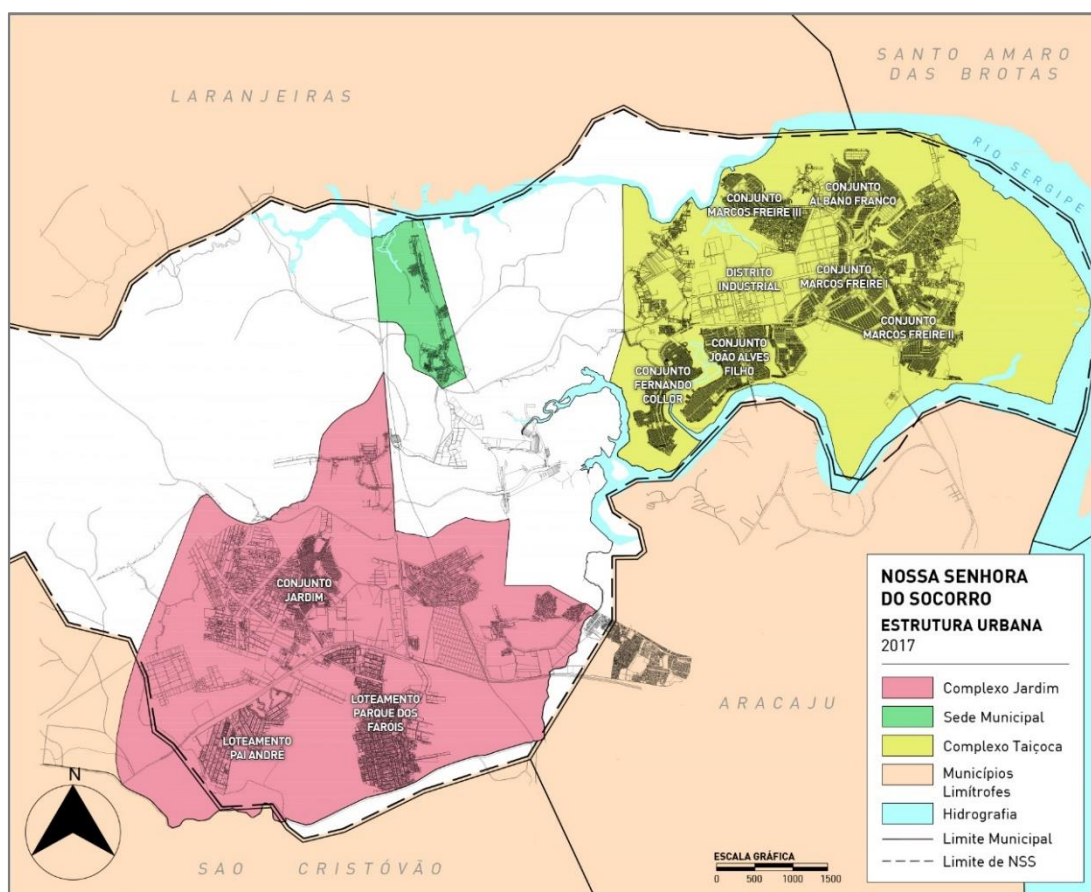 LARANJEIRAS
SANTO AMARO
DAS BROTAS
RIO SERGIPE
CONJUNTO
MARCOS FREIRE III
CONJUNTO
ALBANO FRANCO
DISTRITO
INDUSTRIAL
CONJUNTO
MARCOS FREIRE I
CONJUNTO
MARCOS FREIRE II
CONJUNTO
JOÃO ALVES
FILHO
CONJUNTO
FERNANDO
COLLOR
CONJUNTO
JARDIM
LOTEAMENTO
PARQUE DOS
FAROIS
LOTEAMENTO
PAI ANDRÉ
ARACAJU
SAO CRISTÓVÃO
N
ESCALA GRÁFICA
0 500 1000 1500
NOSSA SENHORA
DO SOCORRO
ESTRUTURA URBANA
2017
Complexo Jardim
Sede Municipal
Complexo Taiçoca
Municípios
Limítrofes
Hidrografia
Limite Municipal
Limite de NSS